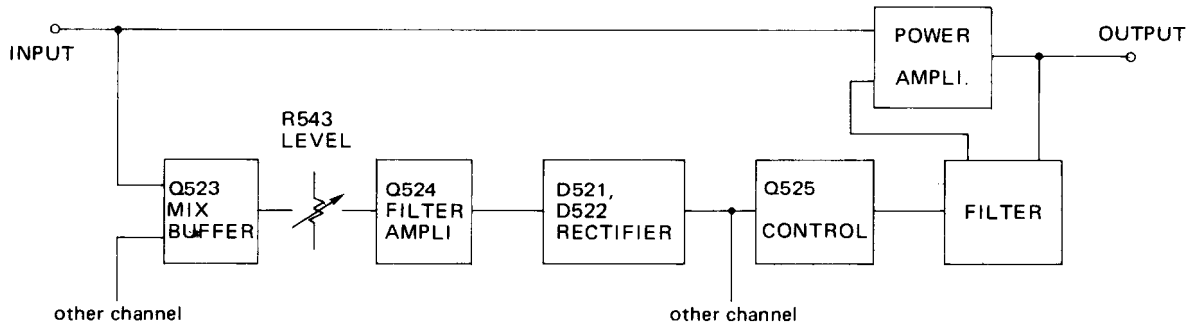 INPUT
POWER
AMPLI.
OUTPUT
R543
LEVEL
Q523
MIX
BUFFER
Q524
FILTER
AMPLI
D521,
D522
RECTIFIER
Q525
CONTROL
FILTER
other channel
other channel